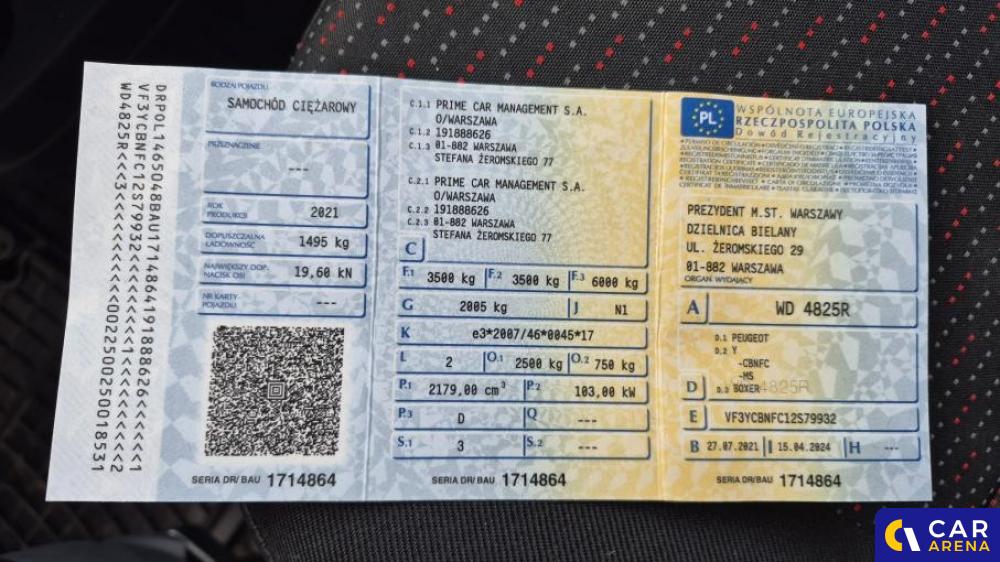 DRPOL14650488AU1714864191888626<<<<<1
VF3YCBNFC12S79932<<<<<<<<<1<<<<<<<<<2
WD4825R<<3<<<<<<<<<<<<0022500250018531
RODZAJ POJAZDU
SAMOCHÓD CIĘŻAROWY
PRZEZNACZENIE
---
ROK PRODUKCJI
2021
DOPUSZCZALNA ŁADOWNOŚĆ
1495 kg
NAJWIĘKSZY DOP. NACISK OSI
19,60 kN
NR KARTY POJAZDU
---
SERIA DR/BAU 1714864
C.1.1 PRIME CAR MANAGEMENT S.A.
O/WARSZAWA
C.1.2 191888626
C.1.3 01-882 WARSZAWA
STEFANA ŻEROMSKIEGO 77
C.2.1 PRIME CAR MANAGEMENT S.A.
O/WARSZAWA
C.2.2 191888626
C.2.3 01-882 WARSZAWA
STEFANA ŻEROMSKIEGO 77
C
F.1 3500 kg F.2 3500 kg F.3 6000 kg
G 2005 kg J N1
K e3*2007/46*0045*17
L 2 O.1 2500 kg O.2 750 kg
P.1 2179,00 cm³ P.2 103,00 kW
P.3 D Q ---
S.1 3 S.2 ---
SERIA DR/BAU 1714864
PL
WSPÓLNOTA EUROPEJSKA
RZECZPOSPOLITA POLSKA
Dowód Rejestracyjny
PREZYDENT M.ST. WARSZAWY
DZIELNICA BIELANY
UL. ŻEROMSKIEGO 29
01-882 WARSZAWA
ORGAN WYDAJĄCY
A WD 4825R
D.1 PEUGEOT
D.2 Y
-CBNFC
-MS
D D.3 BOXER
4825R
E VF3YCBNFC12S79932
B 27.07.2021 I 15.04.2024 H ---
SERIA DR/BAU 1714864
CAR
ARENA